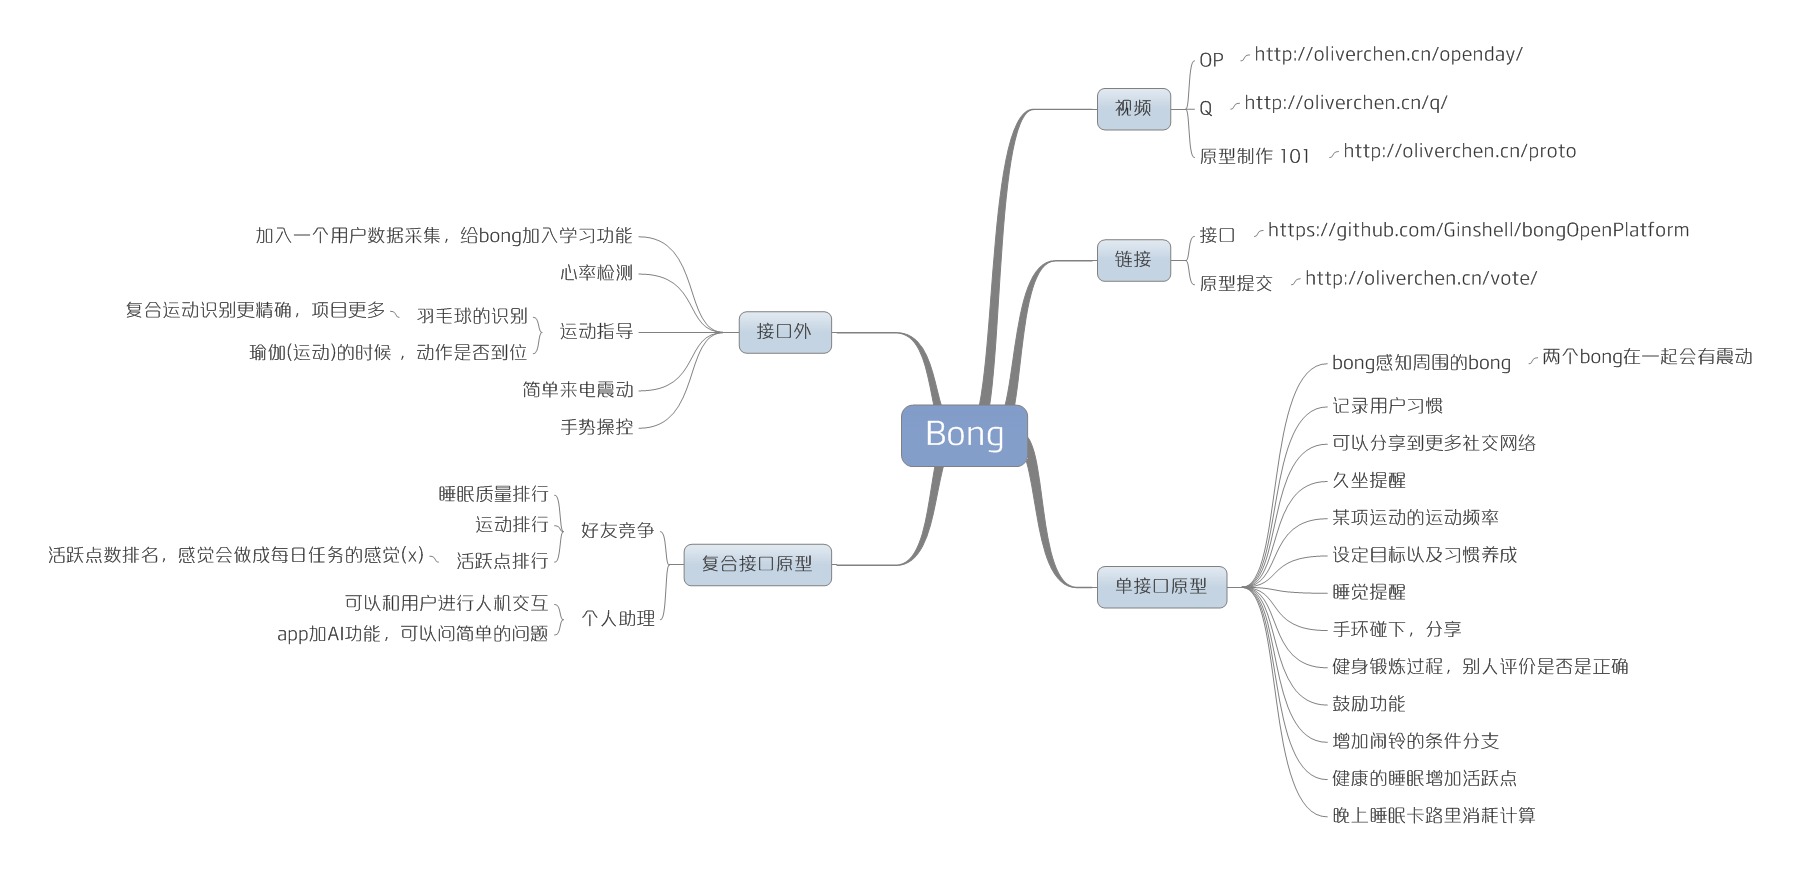 Bong
视频
OP
http://oliverchen.cn/openday/
Q
http://oliverchen.cn/q/
原型制作 101
http://oliverchen.cn/proto
链接
接口
https://github.com/Ginshell/bongOpenPlatform
原型提交
http://oliverchen.cn/vote/
单接口原型
bong感知周围的bong
两个bong在一起会有震动
记录用户习惯
可以分享到更多社交网络
久坐提醒
某项运动的运动频率
设定目标以及习惯养成
睡觉提醒
手环碰下，分享
健身锻炼过程，别人评价是否是正确
鼓励功能
增加闹铃的条件分支
健康的睡眠增加活跃点
晚上睡眠卡路里消耗计算
接口外
加入一个用户数据采集，给bong加入学习功能
心率检测
运动指导
羽毛球的识别
复合运动识别更精确，项目更多
瑜伽(运动)的时候 ，动作是否到位
简单来电震动
手势操控
复合接口原型
好友竞争
睡眠质量排行
运动排行
活跃点排行
活跃点数排名，感觉会做成每日任务的感觉(x)
个人助理
可以和用户进行人机交互
app加AI功能，可以问简单的问题